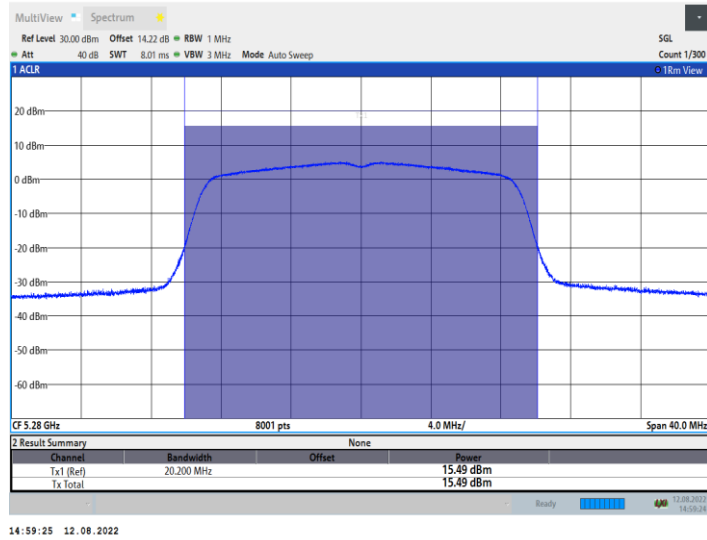 MultiView Spectrum
Ref Level 30.00 dBm Offset 14.22 dB RBW 1 MHz SGL
Att 40 dB SWT 8.01 ms VBW 3 MHz Mode Auto Sweep Count 1/300
1 ACLR 1Rm View
20 dBm
10 dBm
0 dBm
-10 dBm
-20 dBm
-30 dBm
-40 dBm
-50 dBm
-60 dBm
CF 5.28 GHz 8001 pts 4.0 MHz/ Span 40.0 MHz
2 Result Summary None
Channel Bandwidth Offset Power
Tx1 (Ref) 20.200 MHz 15.49 dBm
Tx Total 15.49 dBm
Ready 12.08.2022
14:59:24
14:59:25 12.08.2022